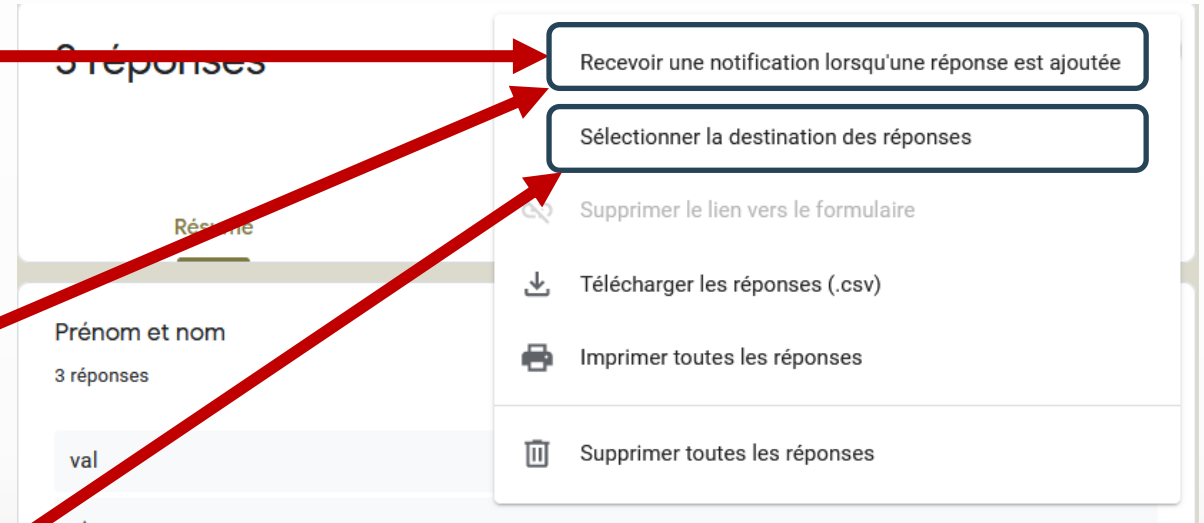 3 réponses
Recevoir une notification lorsqu'une réponse est ajoutée
Sélectionner la destination des réponses
Résumé
Supprimer le lien vers le formulaire
Télécharger les réponses (.csv)
Prénom et nom
Imprimer toutes les réponses
3 réponses
val
Supprimer toutes les réponses